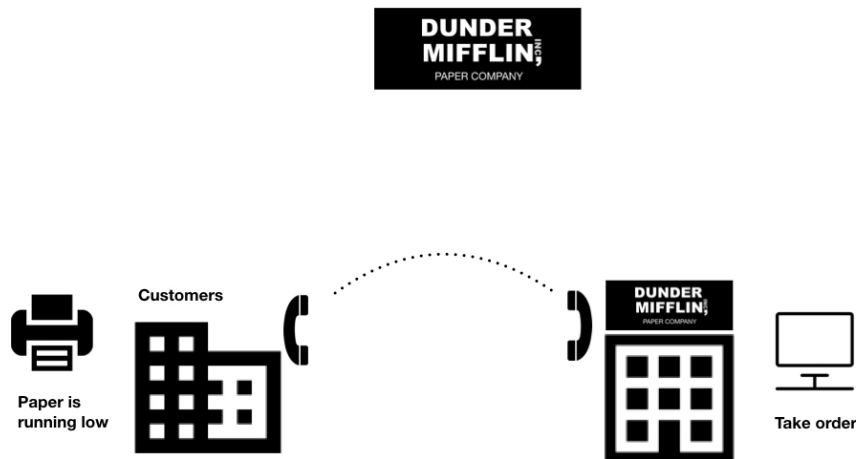 DUNDER
MIFFLIN, INC
PAPER COMPANY
Customers
DUNDER
MIFFLIN, INC
PAPER COMPANY
Paper is
running low
Take order